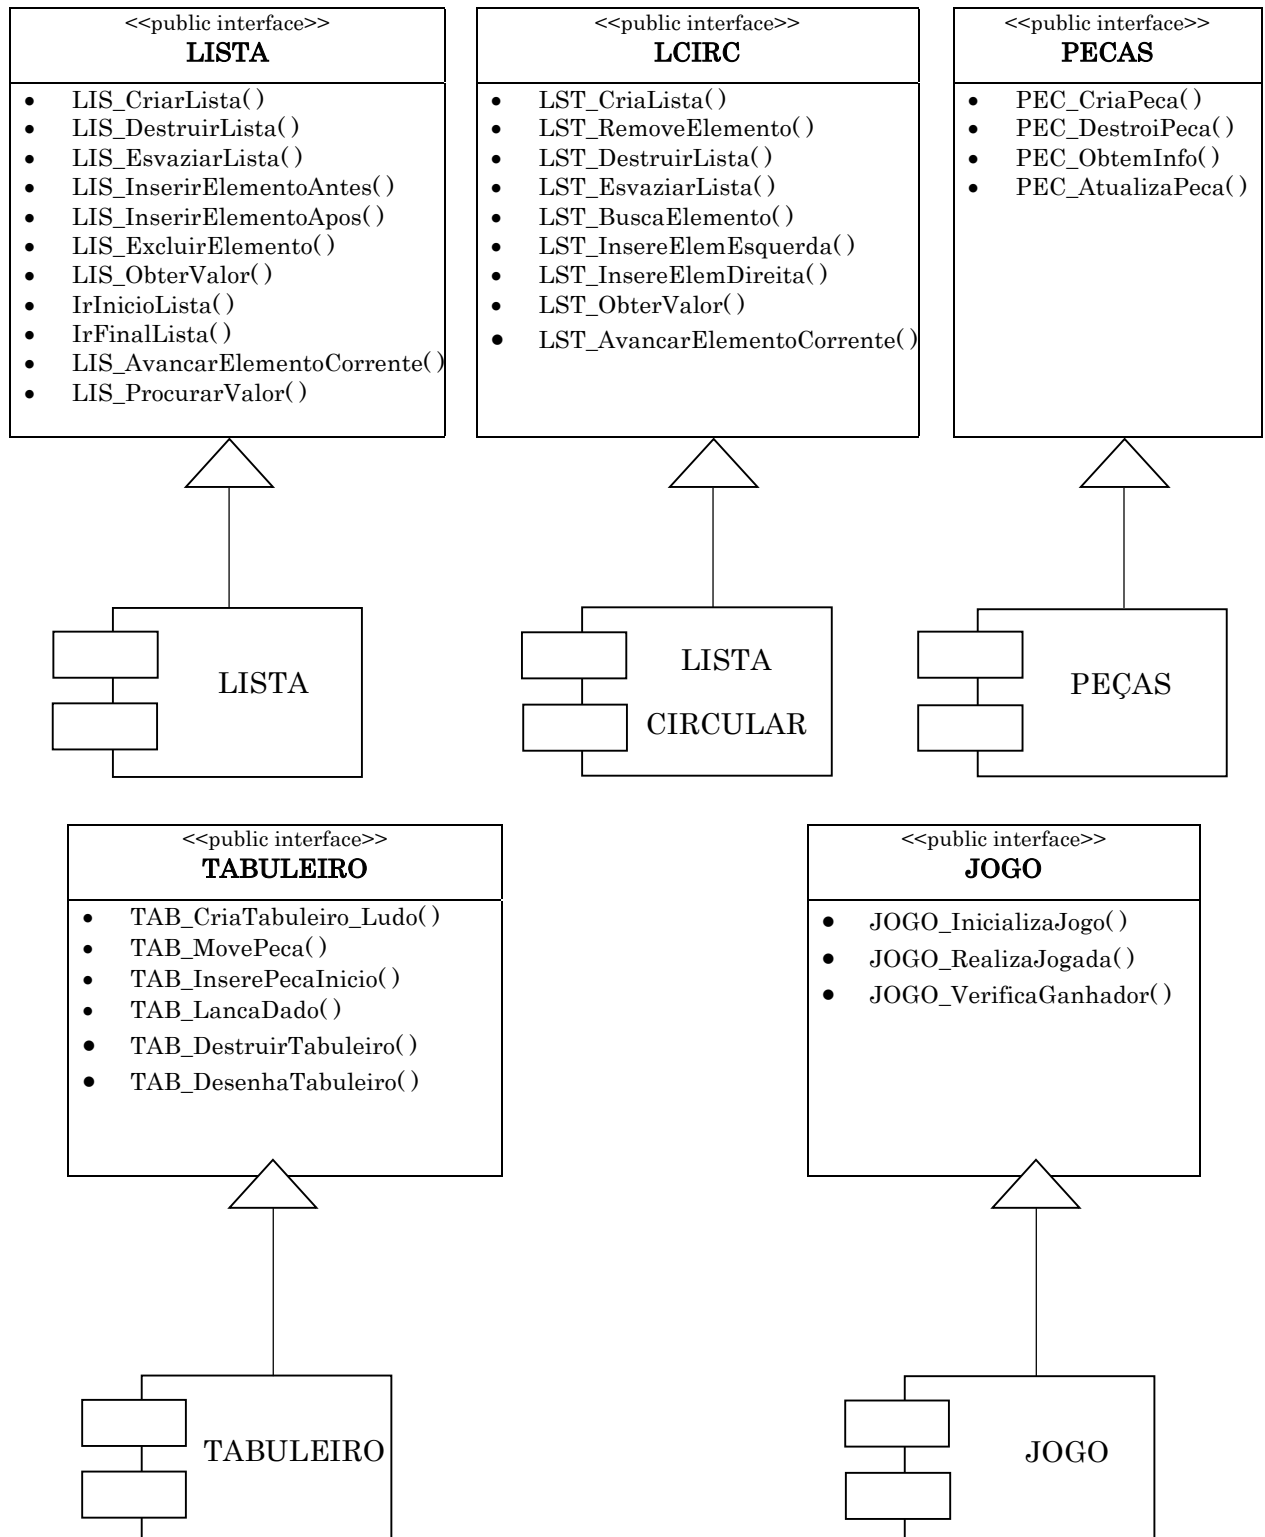 <<public interface>>
LISTA
• LIS_CriarLista( )
• LIS_DestruirLista( )
• LIS_EsvaziarLista( )
• LIS_InserirElementoAntes( )
• LIS_InserirElementoApos( )
• LIS_ExcluirElemento( )
• LIS_ObterValor( )
• IrInicioLista( )
• IrFinalLista( )
• LIS_AvancarElementoCorrente( )
• LIS_ProcurarValor( )
<<public interface>>
LCIRC
• LST_CriaLista( )
• LST_RemoveElemento( )
• LST_DestruirLista( )
• LST_EsvaziarLista( )
• LST_BuscaElemento( )
• LST_InsereElemEsquerda( )
• LST_InsereElemDireita( )
• LST_ObterValor( )
• LST_AvancarElementoCorrente( )
<<public interface>>
PECAS
• PEC_CriaPeca( )
• PEC_DestroiPeca( )
• PEC_ObtemInfo( )
• PEC_AtualizaPeca( )
LISTA
LISTA
CIRCULAR
PEÇAS
<<public interface>>
TABULEIRO
• TAB_CriaTabuleiro_Ludo( )
• TAB_MovePeca( )
• TAB_InserePecaInicio( )
• TAB_LancaDado( )
• TAB_DestruirTabuleiro( )
• TAB_DesenhaTabuleiro( )
<<public interface>>
JOGO
• JOGO_InicializaJogo( )
• JOGO_RealizaJogada( )
• JOGO_VerificaGanhador( )
TABULEIRO
JOGO